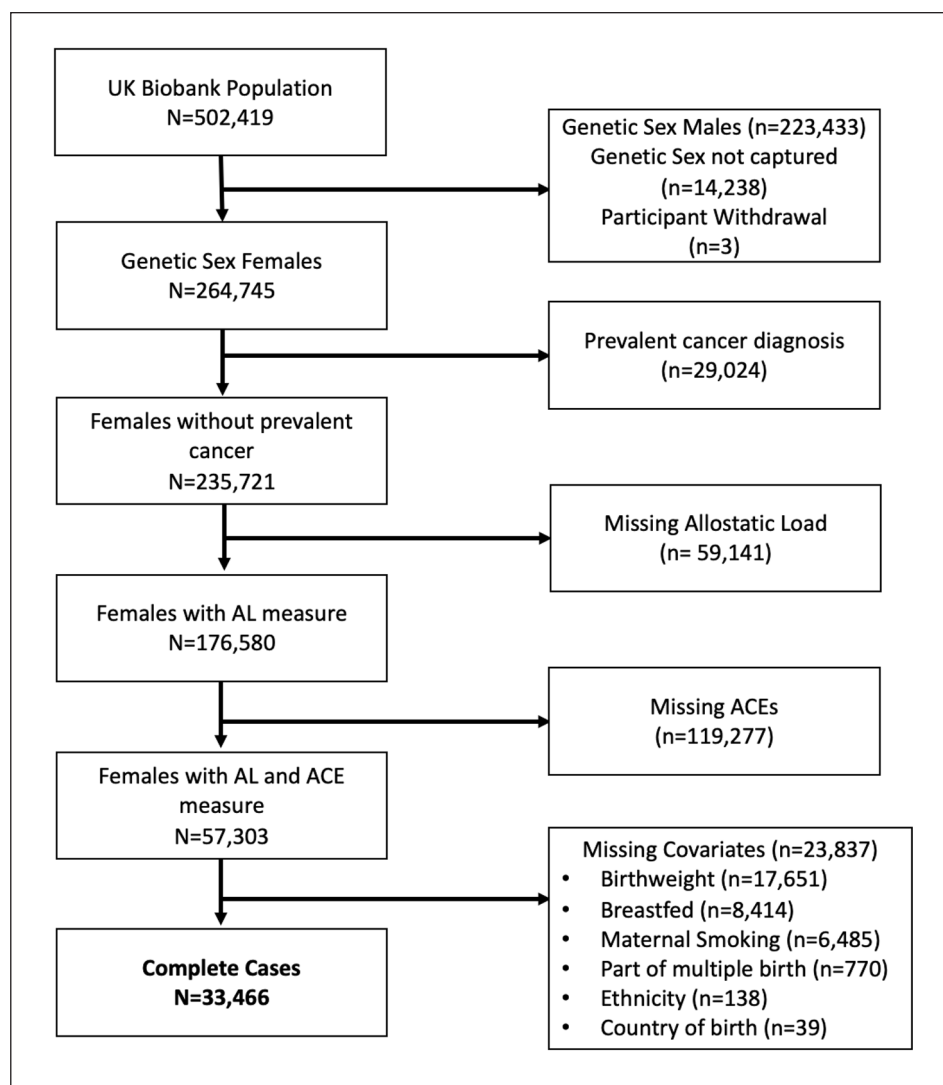 UK Biobank Population
N=502,419
Genetic Sex Males (n=223,433)
Genetic Sex not captured
(n=14,238)
Participant Withdrawal
(n=3)
Genetic Sex Females
N=264,745
Prevalent cancer diagnosis
(n=29,024)
Females without prevalent
cancer
N=235,721
Missing Allostatic Load
(n= 59,141)
Females with AL measure
N=176,580
Missing ACEs
(n=119,277)
Females with AL and ACE
measure
N=57,303
Missing Covariates (n=23,837)
• Birthweight (n=17,651)
• Breastfed (n=8,414)
• Maternal Smoking (n=6,485)
• Part of multiple birth (n=770)
• Ethnicity (n=138)
• Country of birth (n=39)
Complete Cases
N=33,466